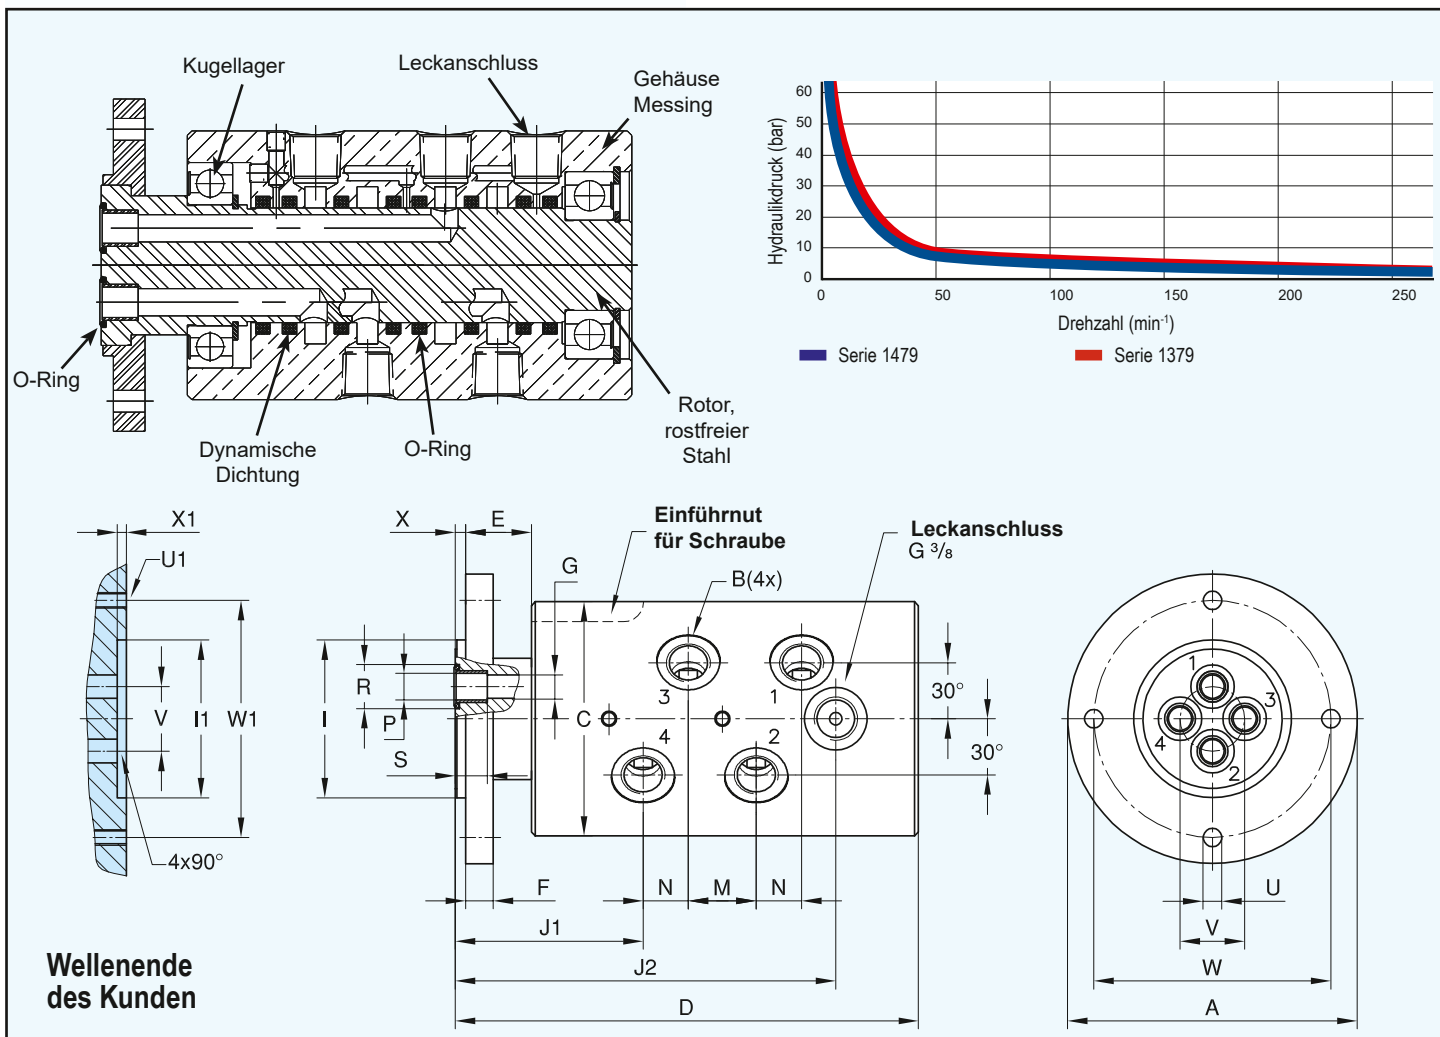 Kugellager
Leckanschluss
Gehäuse
Messing
O-Ring
Dynamische
Dichtung
O-Ring
Rotor,
rostfreier
Stahl
Hydraulikdruck (bar)
60
50
40
30
20
10
0
0 50 100 150 200 250
Drehzahl (min-1)
Serie 1479 Serie 1379
X1
U1
V I1 W1
4x90°
Wellenende
des Kunden
X E
G
Einführnut
für Schraube
B(4x)
Leckanschluss
G 3/8
R
P
S
I
C
3 1
4 2
30°
30°
F N M N
J1
J2
D
1
3
4
2
U
V
W
A